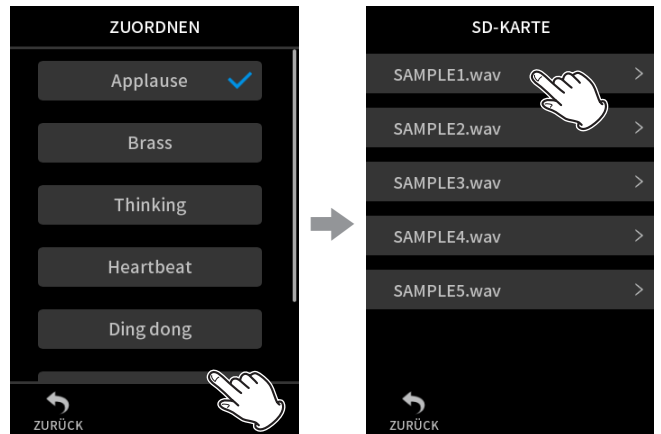 ZUORDNEN
Applause
Brass
Thinking
Heartbeat
Ding dong
ZURÜCK
SD-KARTE
SAMPLE1.wav
SAMPLE2.wav
SAMPLE3.wav
SAMPLE4.wav
SAMPLE5.wav
ZURÜCK